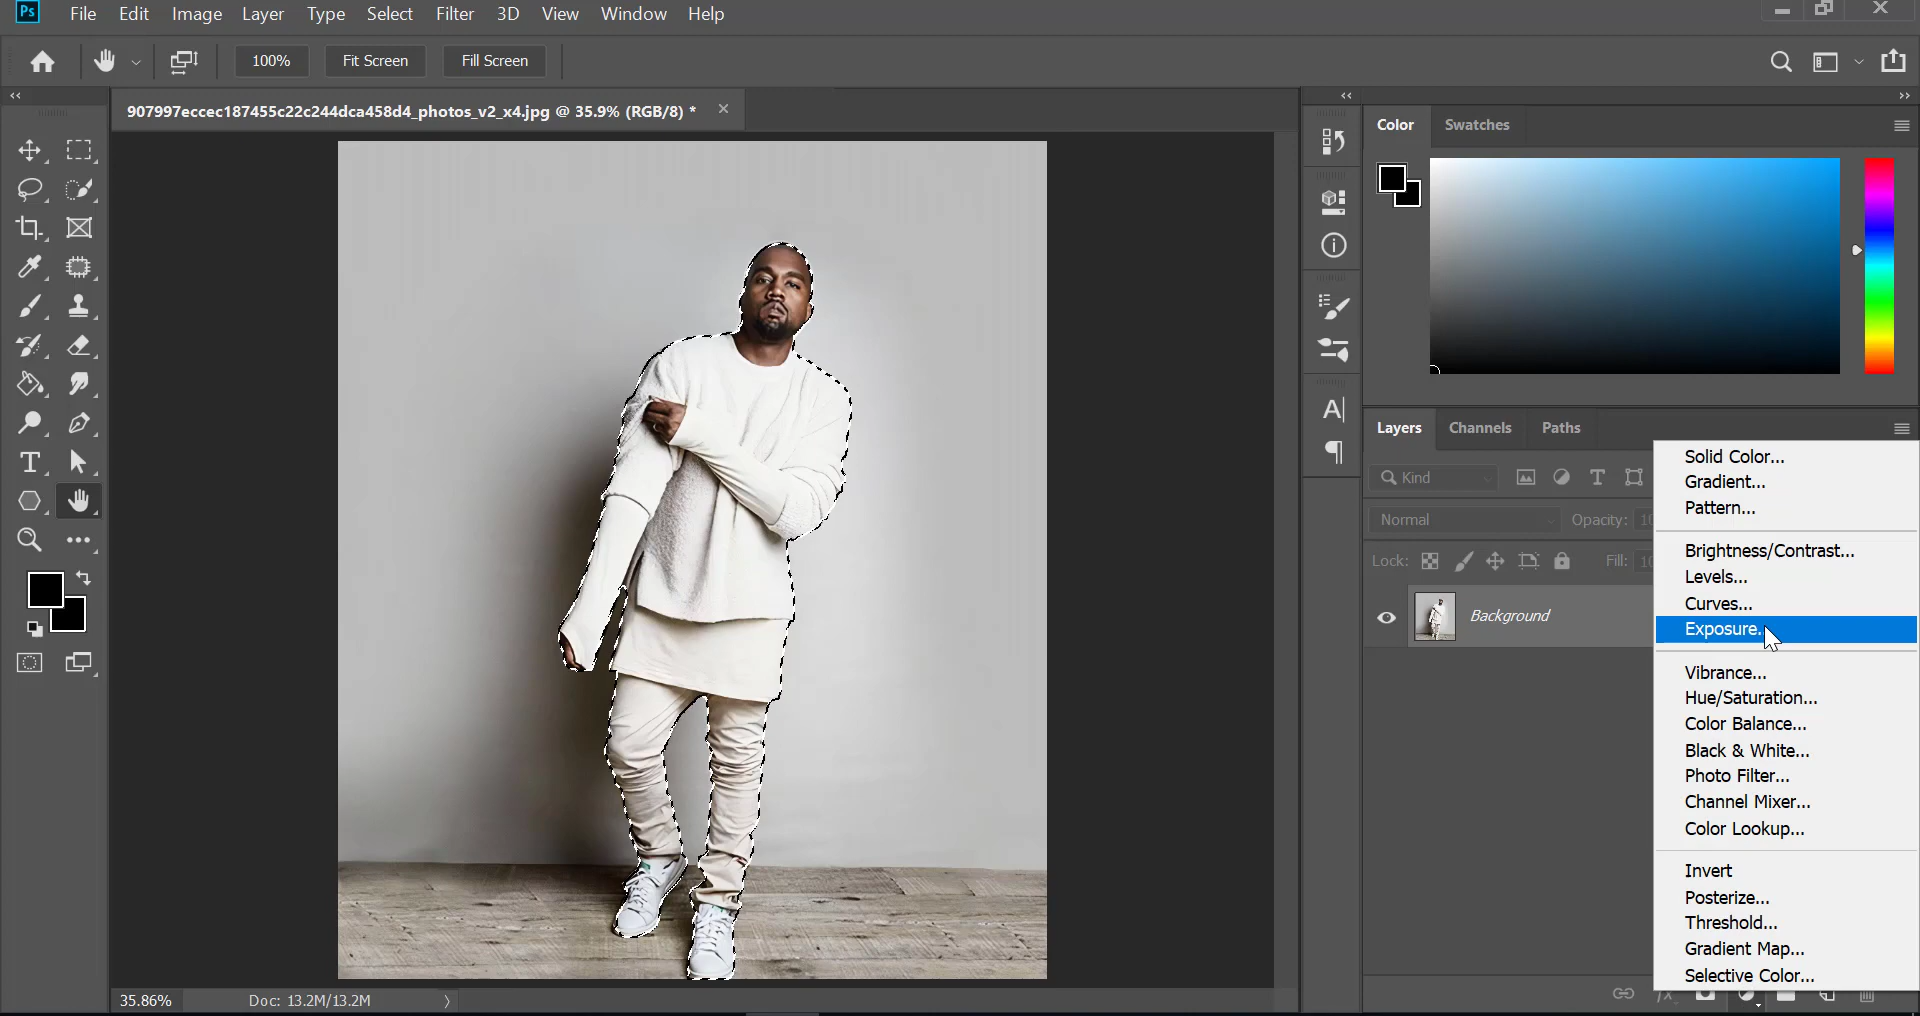 Ps File Edit Image Layer Type Select Filter 3D View Window Help
100% Fit Screen Fill Screen
907997eccec187455c22c244dca458d4_photos_v2_x4.jpg @ 35.9% (RGB/8) *
Color Swatches
Layers Channels Paths
Kind
Normal Opacity:
Lock: Fill:
Background
Solid Color...
Gradient...
Pattern...
Brightness/Contrast...
Levels...
Curves...
Exposure...
Vibrance...
Hue/Saturation...
Color Balance...
Black & White...
Photo Filter...
Channel Mixer...
Color Lookup...
Invert
Posterize...
Threshold...
Gradient Map...
Selective Color...
35.86% Doc: 13.2M/13.2M